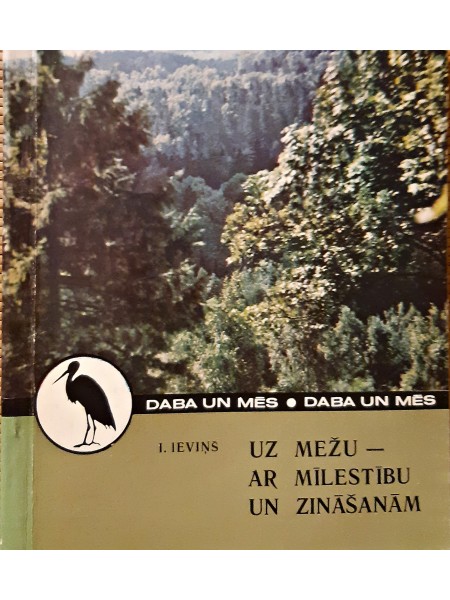 DABA UN MĒS ● DABA UN MĒS
I. IEVIŅŠ
UZ MEŽU —
AR MĪLESTĪBU
UN ZINĀŠANĀM